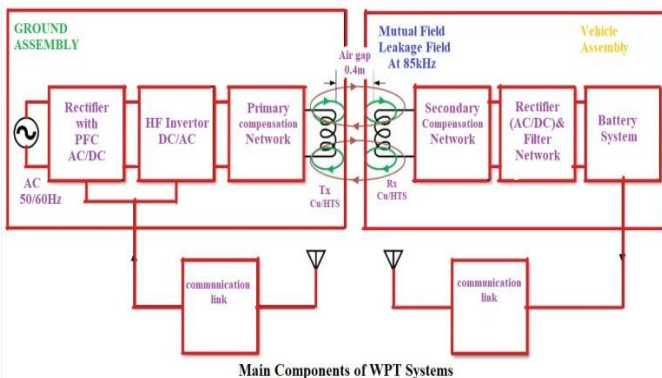 GROUND
ASSEMBLY
Mutual Field
Leakage Field
At 85kHz
Vehicle
Assembly
Air gap
0.4m
Rectifier
with
PFC
AC/DC
HF Invertor
DC/AC
Primary
compensation
Network
Secondary
Compensation
Network
Rectifier
(AC/DC)&
Filter
Network
Battery
System
AC
50/60Hz
Tx
Cu/HTS
Rx
Cu/HTS
communication
link
communication
link
Main Components of WPT Systems